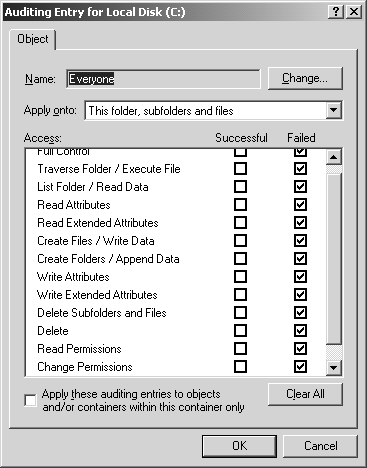 Auditing Entry for Local Disk (C:)
Object
Name: Everyone Change...
Apply onto: This folder, subfolders and files
Access: Successful Failed
Full Control
Traverse Folder / Execute File
List Folder / Read Data
Read Attributes
Read Extended Attributes
Create Files / Write Data
Create Folders / Append Data
Write Attributes
Write Extended Attributes
Delete Subfolders and Files
Delete
Read Permissions
Change Permissions
Apply these auditing entries to objects
and/or containers within this container only
Clear All
OK Cancel